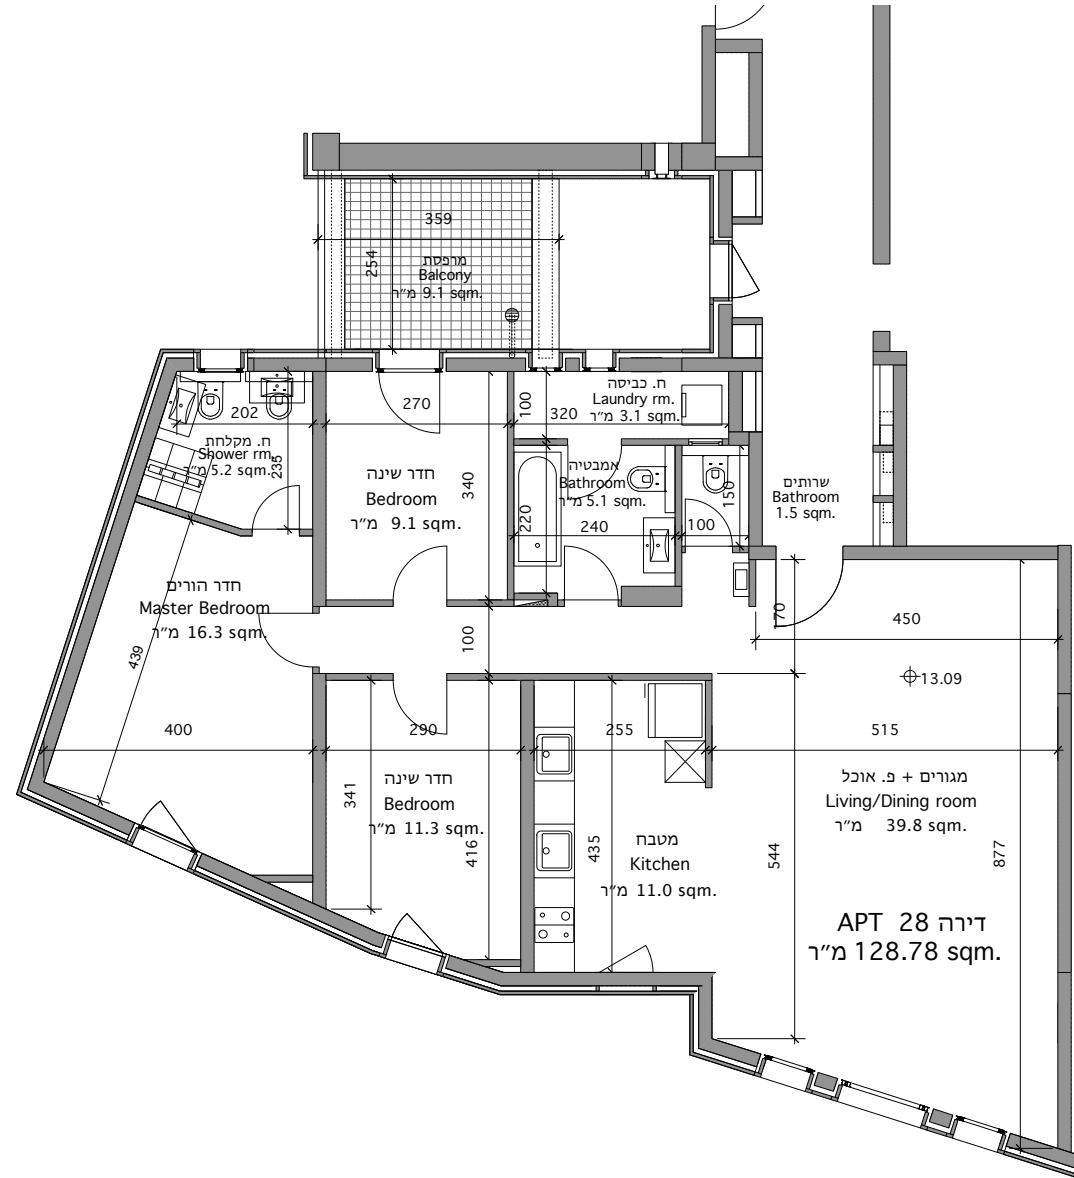 359
254
מרפסת
Balcony
9.1 sqm. מ״ר
202
235
ח. מקלחת
Shower rm.
5.2 sqm. מ״ר
270
340
חדר שינה
Bedroom
9.1 sqm. מ״ר
100
320
ח. כביסה
Laundry rm.
3.1 sqm. מ״ר
אמבטיה
Bathroom
5.1 sqm. מ״ר
220
240
150
100
שרותים
Bathroom
1.5 sqm.
חדר הורים
Master Bedroom
16.3 sqm. מ״ר
439
400
100
170
450
13.09
290
341
416
חדר שינה
Bedroom
11.3 sqm. מ״ר
255
435
מטבח
Kitchen
11.0 sqm. מ״ר
515
544
877
מגורים + פ. אוכל
Living/Dining room
39.8 sqm. מ״ר
דירה APT 28
128.78 sqm. מ״ר